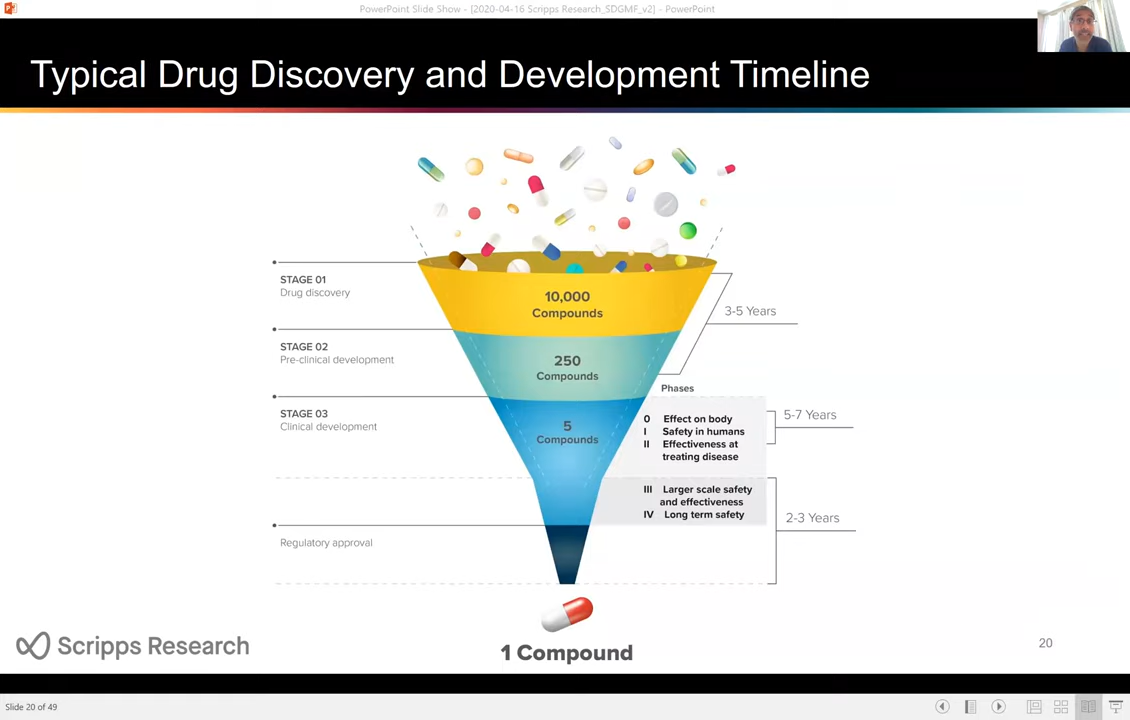 PowerPoint Slide Show - [2020-04-16 Scripps Research_SDGMF_v2] - PowerPoint
Typical Drug Discovery and Development Timeline
STAGE 01
Drug discovery
10,000
Compounds
3-5 Years
STAGE 02
Pre-clinical development
250
Compounds
Phases
STAGE 03
Clinical development
5
Compounds
0 Effect on body
I Safety in humans
II Effectiveness at
treating disease
5-7 Years
III Larger scale safety
and effectiveness
IV Long term safety
2-3 Years
Regulatory approval
1 Compound
Scripps Research
20
Slide 20 of 49